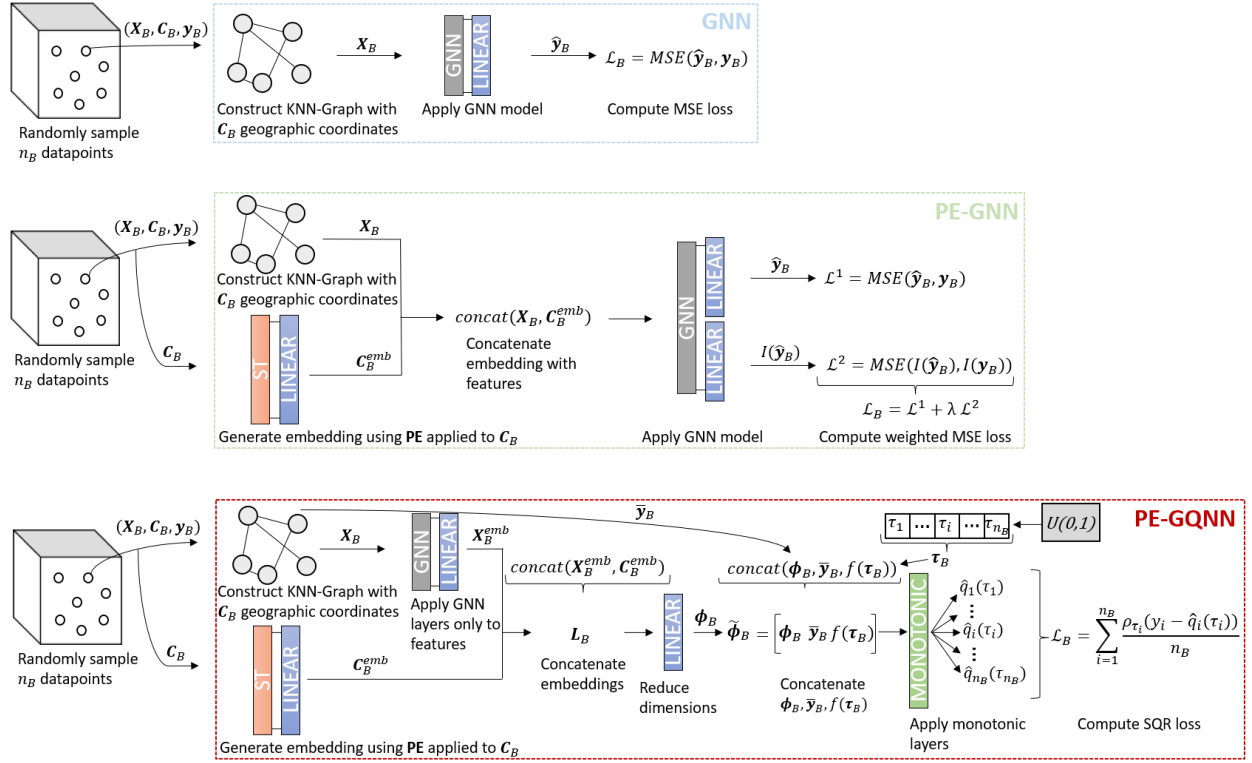 GNN
(X_B, C_B, y_B)
X_B
GNN
LINEAR
ŷ_B
ℒ_B = MSE(ŷ_B, y_B)
Construct KNN-Graph with
C_B geographic coordinates
Apply GNN model
Compute MSE loss
Randomly sample
n_B datapoints
PE-GNN
(X_B, C_B, y_B)
X_B
Construct KNN-Graph with
C_B geographic coordinates
C_B
ST
LINEAR
C_B^emb
concat(X_B, C_B^emb)
Concatenate
embedding with
features
GNN
LINEAR
LINEAR
ŷ_B
ℒ^1 = MSE(ŷ_B, y_B)
I(ŷ_B)
ℒ^2 = MSE(I(ŷ_B), I(y_B))
ℒ_B = ℒ^1 + λ ℒ^2
Randomly sample
n_B datapoints
Generate embedding using PE applied to C_B
Apply GNN model
Compute weighted MSE loss
PE-GQNN
(X_B, C_B, y_B)
X_B
GNN
LINEAR
X_B^emb
ȳ_B
τ_1 ... τ_i ... τ_{n_B}
U(0,1)
τ_B
Construct KNN-Graph with
C_B geographic coordinates
Apply GNN
layers only to
features
concat(X_B^emb, C_B^emb)
concat(ϕ_B, ȳ_B, f(τ_B))
C_B
ST
LINEAR
C_B^emb
L_B
Concatenate
embeddings
LINEAR
Reduce
dimensions
ϕ_B
ϕ̃_B = [ϕ_B ȳ_B f(τ_B)]
Concatenate
ϕ_B, ȳ_B, f(τ_B)
MONOTONIC
q̂_1(τ_1)
⋮
q̂_i(τ_i)
⋮
q̂_{n_B}(τ_{n_B})
Apply monotonic
layers
ℒ_B = ∑_{i=1}^{n_B} ρ_{τ_i}(y_i − q̂_i(τ_i)) / n_B
Compute SQR loss
Randomly sample
n_B datapoints
Generate embedding using PE applied to C_B